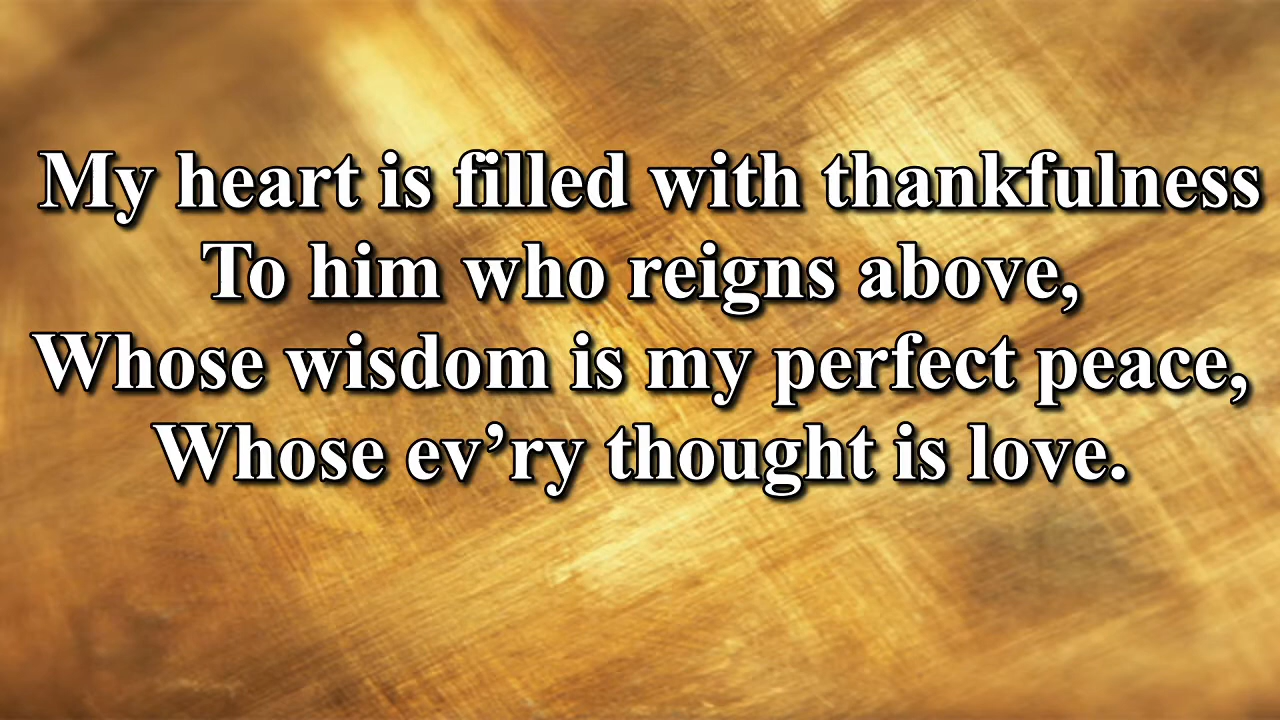 My heart is filled with thankfulness
To him who reigns above,
Whose wisdom is my perfect peace,
Whose ev’ry thought is love.